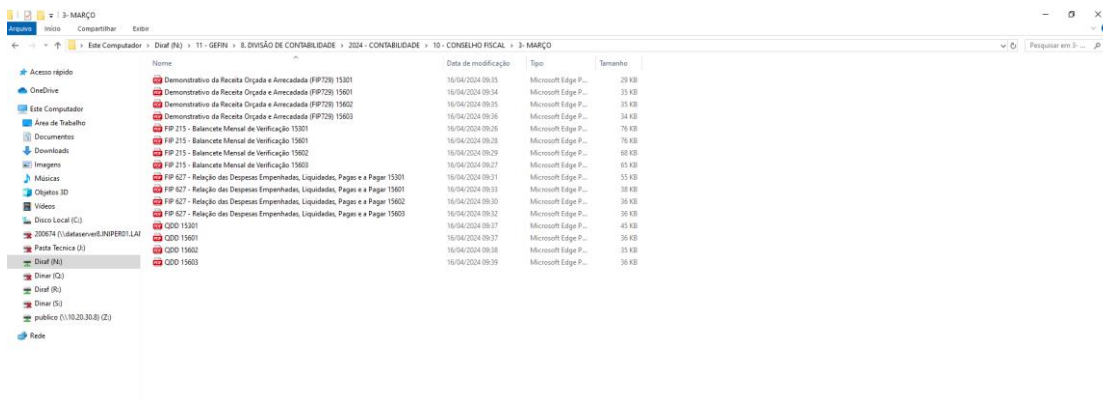 3- MARÇO
Arquivo Início Compartilhar Exibir
Este Computador > Diraf (N:) > 11 - GEFIN > 8. DIVISÃO DE CONTABILIDADE > 2024 - CONTABILIDADE > 10 - CONSELHO FISCAL > 3- MARÇO Pesquisar em 3- ...
Acesso rápido
OneDrive
Este Computador
Área de Trabalho
Documentos
Downloads
Imagens
Músicas
Objetos 3D
Vídeos
Disco Local (C:)
200674 (\\dataserver8.INIPER01.LAI
Pasta Tecnica (J:)
Diraf (N:)
Dinar (Q:)
Diraf (R:)
Dinar (S:)
publico (\\10.20.30.8) (Z:)
Rede
Nome Data de modificação Tipo Tamanho
Demonstrativo da Receita Orçada e Arrecadada (FIP729) 15301 16/04/2024 09:35 Microsoft Edge P... 29 KB
Demonstrativo da Receita Orçada e Arrecadada (FIP729) 15601 16/04/2024 09:34 Microsoft Edge P... 35 KB
Demonstrativo da Receita Orçada e Arrecadada (FIP729) 15602 16/04/2024 09:35 Microsoft Edge P... 35 KB
Demonstrativo da Receita Orçada e Arrecadada (FIP729) 15603 16/04/2024 09:36 Microsoft Edge P... 34 KB
FIP 215 - Balancete Mensal de Verificação 15301 16/04/2024 09:26 Microsoft Edge P... 76 KB
FIP 215 - Balancete Mensal de Verificação 15601 16/04/2024 09:28 Microsoft Edge P... 76 KB
FIP 215 - Balancete Mensal de Verificação 15602 16/04/2024 09:29 Microsoft Edge P... 68 KB
FIP 215 - Balancete Mensal de Verificação 15603 16/04/2024 09:27 Microsoft Edge P... 65 KB
FIP 627 - Relação das Despesas Empenhadas, Liquidadas, Pagas e a Pagar 15301 16/04/2024 09:31 Microsoft Edge P... 55 KB
FIP 627 - Relação das Despesas Empenhadas, Liquidadas, Pagas e a Pagar 15601 16/04/2024 09:33 Microsoft Edge P... 38 KB
FIP 627 - Relação das Despesas Empenhadas, Liquidadas, Pagas e a Pagar 15602 16/04/2024 09:30 Microsoft Edge P... 36 KB
FIP 627 - Relação das Despesas Empenhadas, Liquidadas, Pagas e a Pagar 15603 16/04/2024 09:32 Microsoft Edge P... 36 KB
QDD 15301 16/04/2024 09:37 Microsoft Edge P... 45 KB
QDD 15601 16/04/2024 09:37 Microsoft Edge P... 36 KB
QDD 15602 16/04/2024 09:38 Microsoft Edge P... 35 KB
QDD 15603 16/04/2024 09:39 Microsoft Edge P... 36 KB